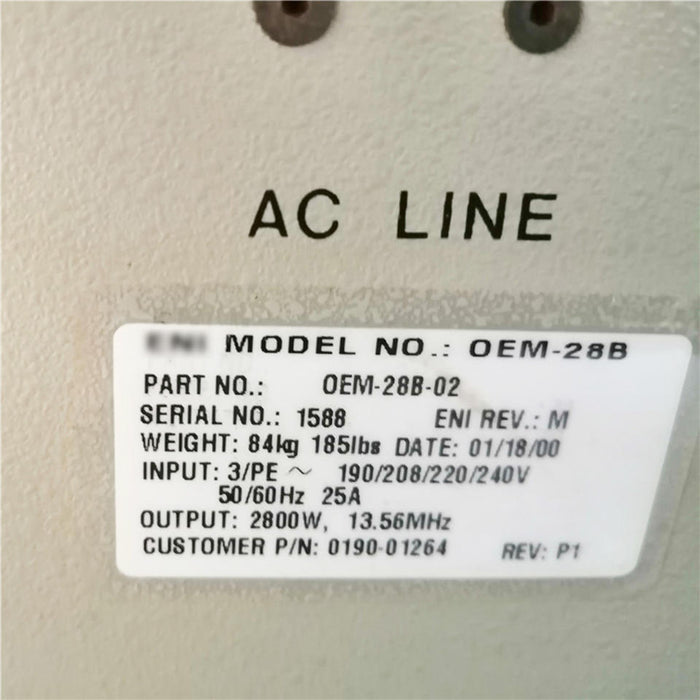 AC LINE
MODEL NO.: OEM-28B
PART NO.: OEM-28B-02
SERIAL NO.: 1588 ENI REV.: M
WEIGHT: 84kg 185lbs DATE: 01/18/00
INPUT: 3/PE ~ 190/208/220/240V
50/60Hz 25A
OUTPUT: 2800W, 13.56MHz
CUSTOMER P/N: 0190-01264 REV: P1